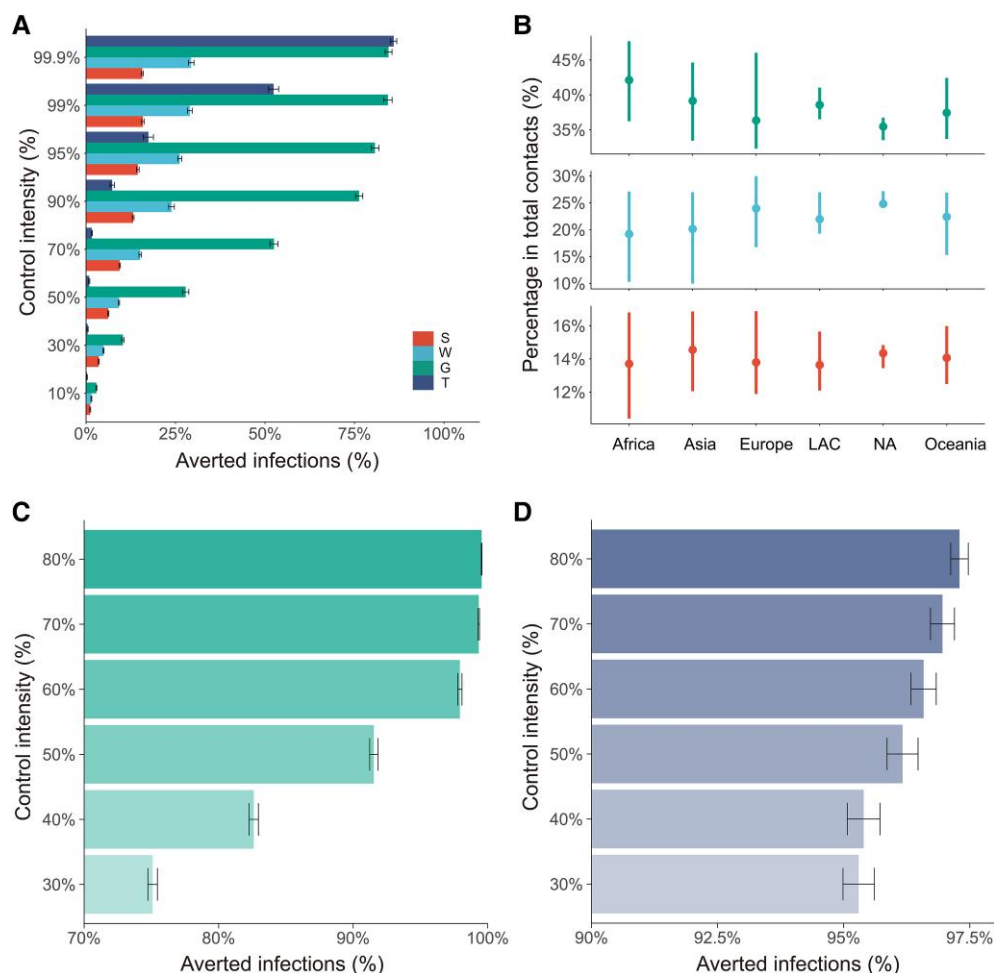 A
Control intensity (%)
99.9%
99%
95%
90%
70%
50%
30%
10%
S
W
G
T
0%
25%
50%
75%
100%
Averted infections (%)
B
Percentage in total contacts (%)
45%
40%
35%
30%
25%
20%
15%
10%
16%
14%
12%
Africa
Asia
Europe
LAC
NA
Oceania
C
Control intensity (%)
80%
70%
60%
50%
40%
30%
70%
80%
90%
100%
Averted infections (%)
D
Control intensity (%)
80%
70%
60%
50%
40%
30%
90%
92.5%
95%
97.5%
Averted infections (%)